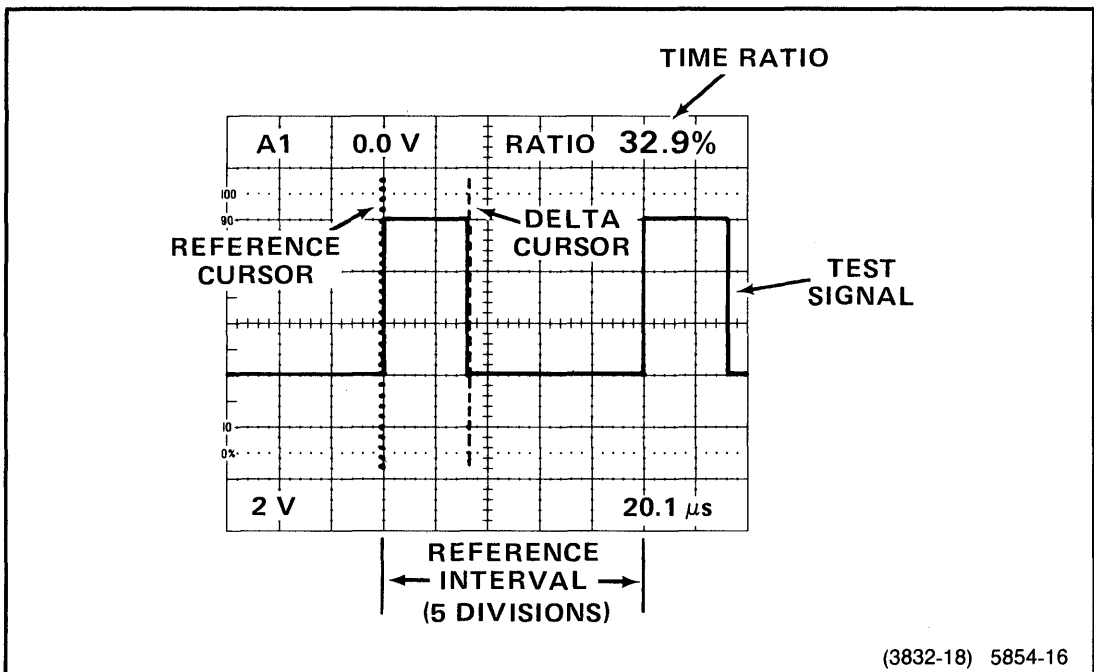 TIME RATIO
A1 0.0 V RATIO 32.9%
100
90
REFERENCE
CURSOR
DELTA
CURSOR
TEST
SIGNAL
10
0%
2 V 20.1 μs
REFERENCE
INTERVAL
(5 DIVISIONS)
(3832-18) 5854-16